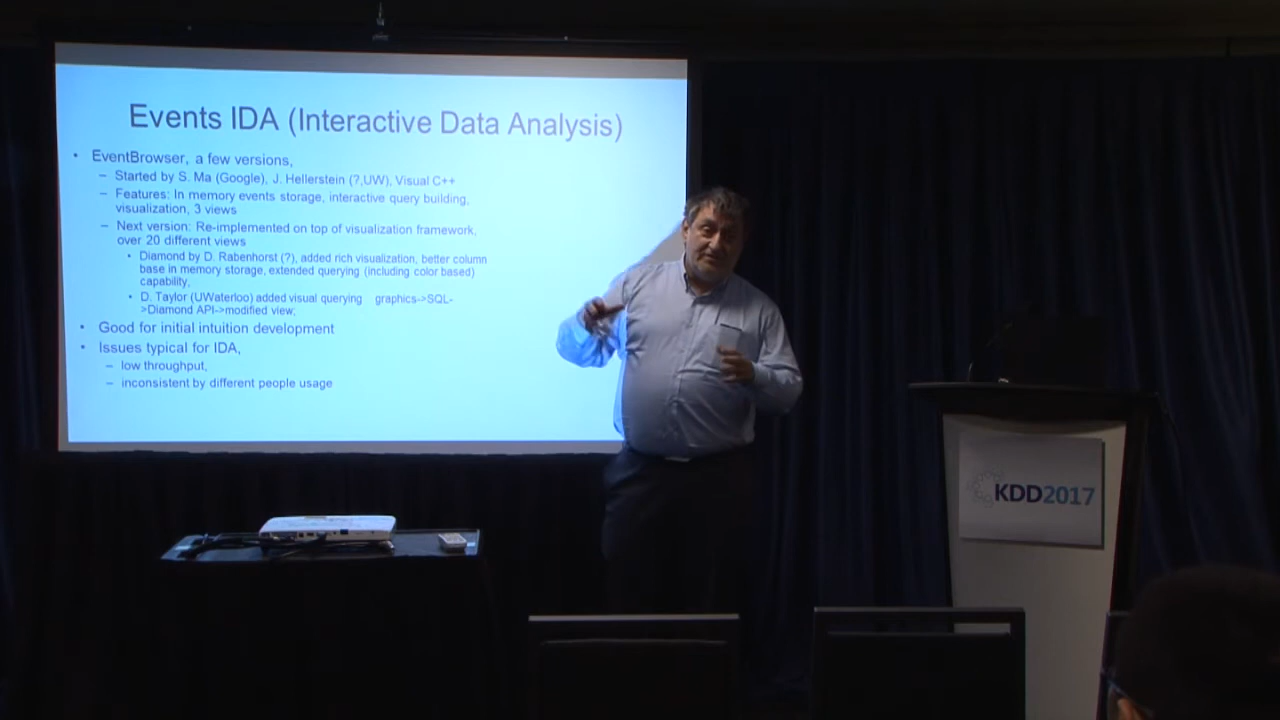 Events IDA (Interactive Data Analysis)
• EventBrowser, a few versions,
– Started by S. Ma (Google), J. Hellerstein (?,UW), Visual C++
– Features: In memory events storage, interactive query building,
visualization, 3 views
– Next version: Re-implemented on top of visualization framework,
over 20 different views
• Diamond by D. Rabenhorst (?), added rich visualization, better column
base in memory storage, extended querying (including color based)
capability,
• D. Taylor (UWaterloo) added visual querying graphics->SQL-
>Diamond API->modified view;
• Good for initial intuition development
• Issues typical for IDA,
– low throughput,
– inconsistent by different people usage
KDD2017